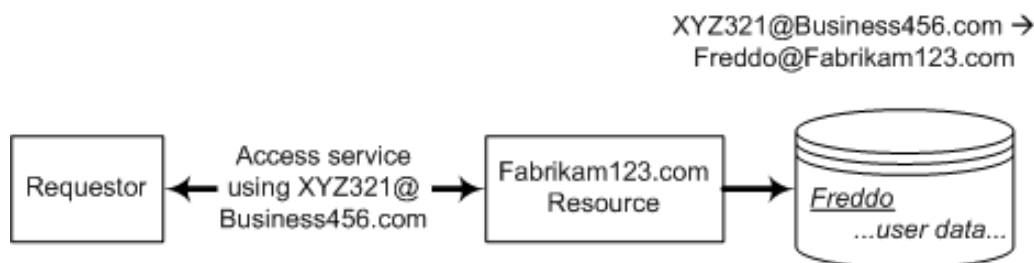 XYZ321@Business456.com →
Freddo@Fabrikam123.com
Requestor
Access service
using XYZ321@
Business456.com
Fabrikam123.com
Resource
Freddo
...user data...